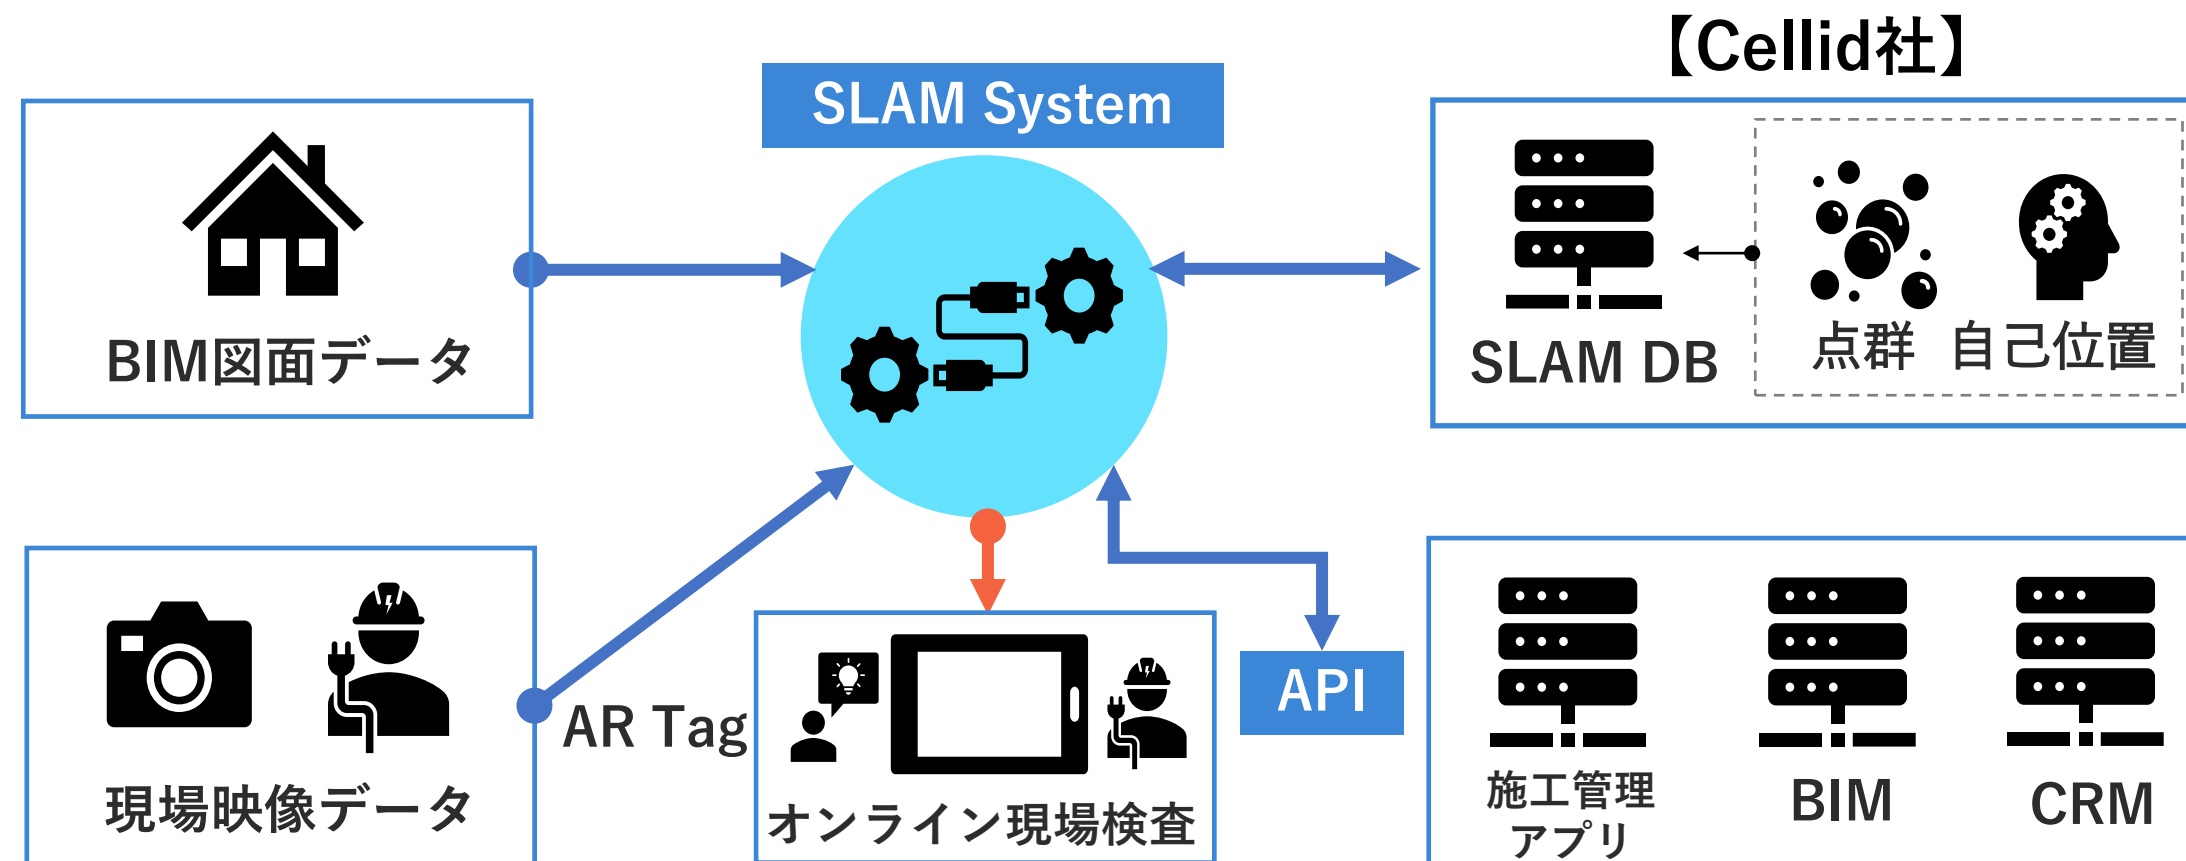 【Cellid社】
SLAM System
BIM図面データ
SLAM DB
点群 自己位置
AR Tag
API
現場映像データ
オンライン現場検査
施工管理
アプリ
BIM
CRM